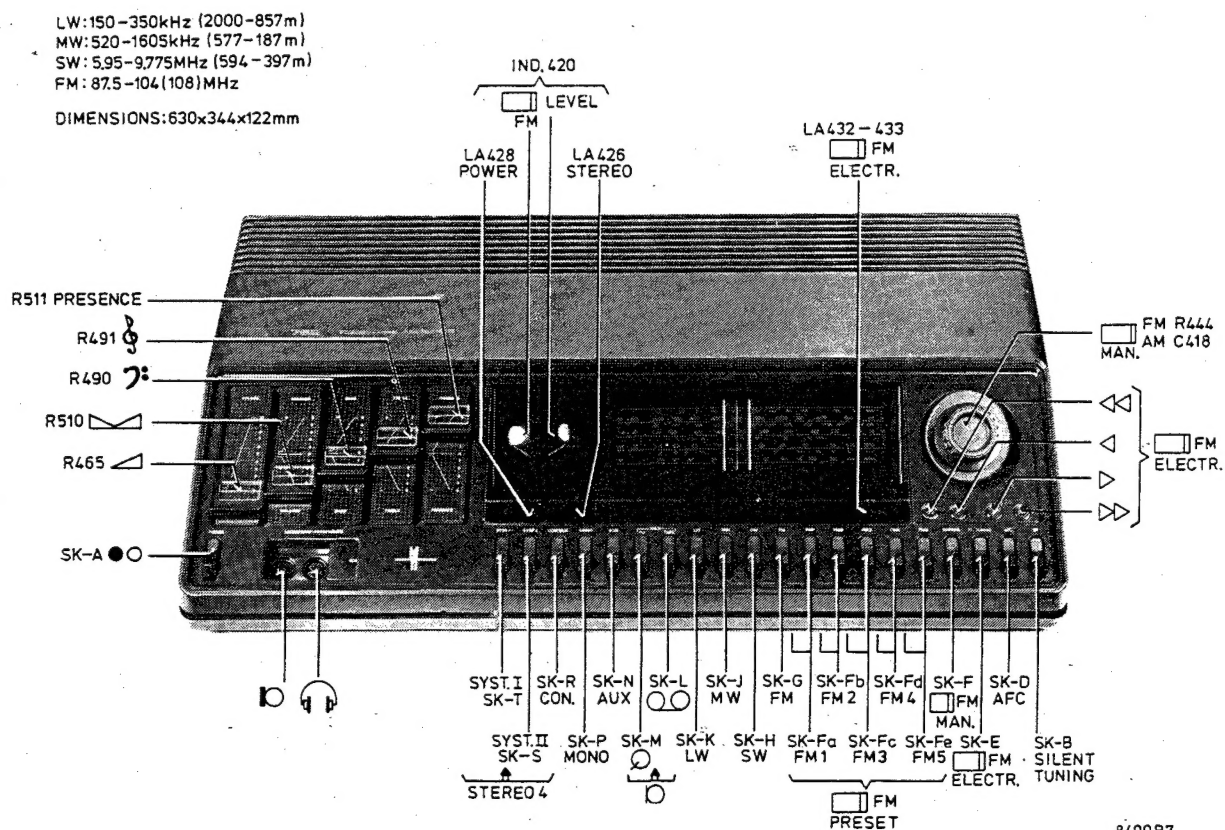 LW:150-350kHz (2000-857m)
MW:520-1605kHz (577-187m)
SW:5,95-9,775MHz (594-397m)
FM:87.5-104(108)MHz
DIMENSIONS:630x344x122mm
IND.420
LEVEL
FM
LA428
POWER
LA426
STEREO
LA432-433
FM
ELECTR.
R511 PRESENCE
R491
R490
R510
R465
SK-A
FM R444
AM C418
MAN.
FM
ELECTR.
SYST.I
SK-T
SK-R
CON.
SK-N
AUX
SK-L
SK-J
MW
SK-G
FM
SK-Fb
FM2
SK-Fd
FM4
SK-F
FM
MAN.
SK-D
AFC
SYST.II
SK-S
STEREO 4
SK-P
MONO
SK-M
SK-K
LW
SK-H
SW
SK-Fa
FM1
SK-Fc
FM3
SK-Fe
FM5
FM
PRESET
SK-E
FM
ELECTR.
SK-B
SILENT
TUNING